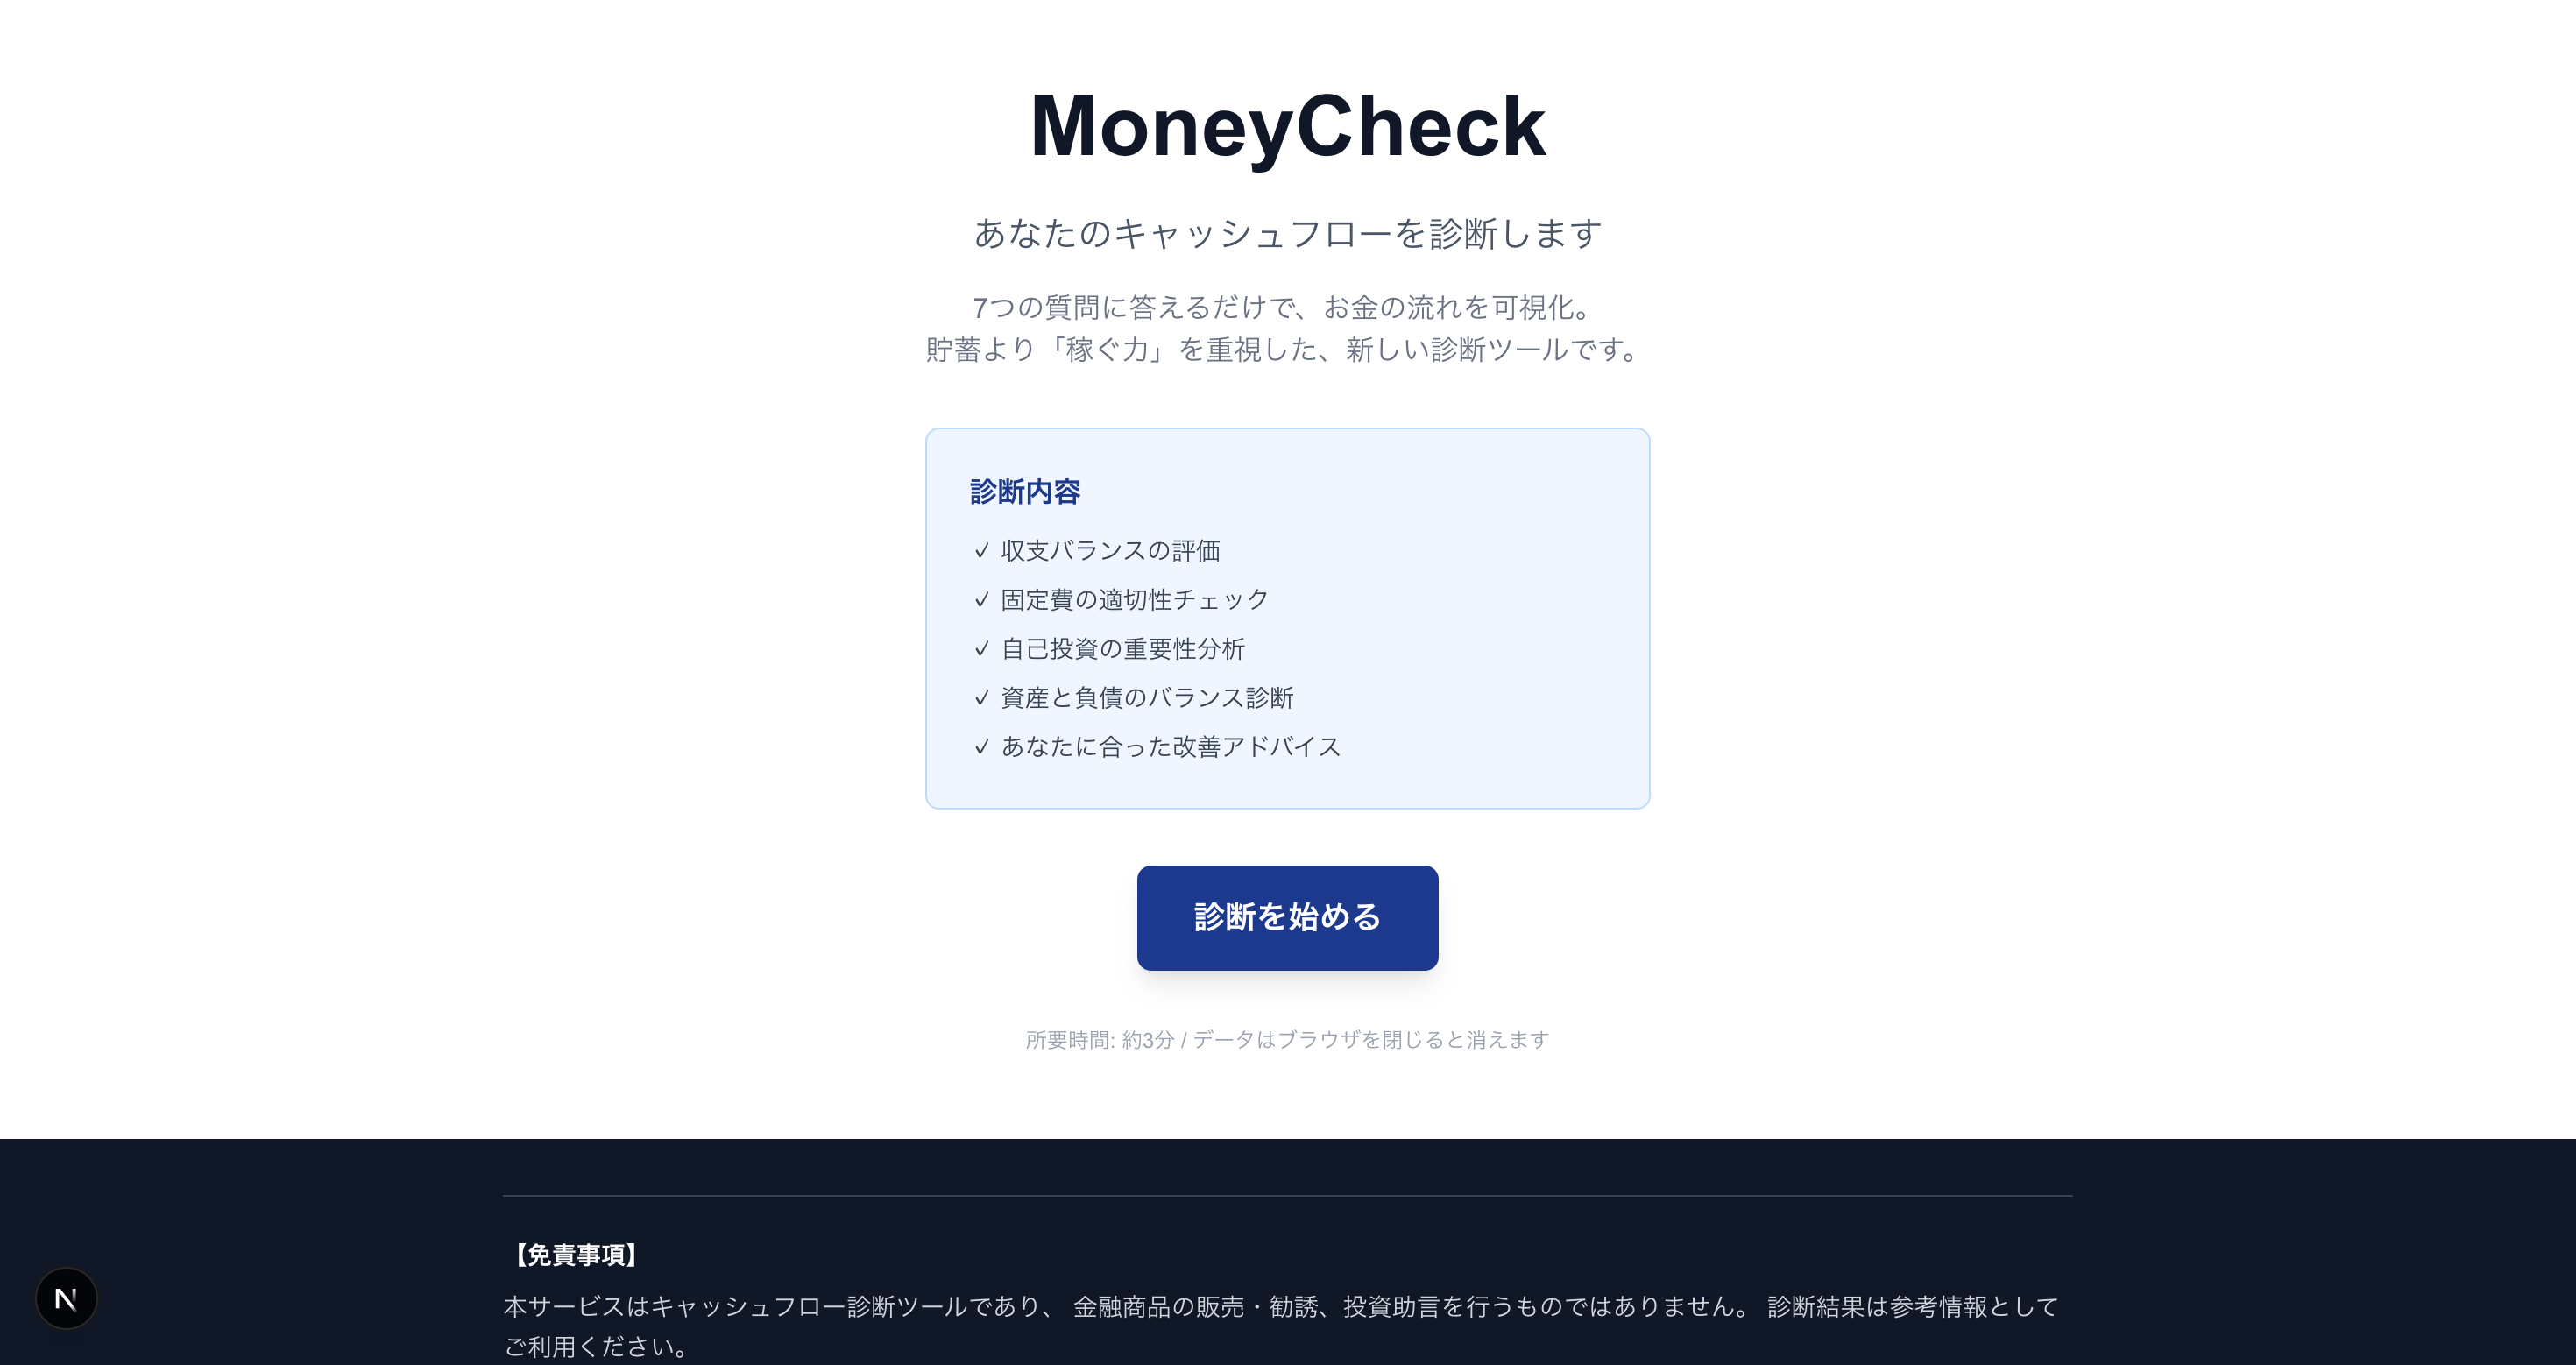 MoneyCheck
あなたのキャッシュフローを診断します
7つの質問に答えるだけで、お金の流れを可視化。
貯蓄より「稼ぐ力」を重視した、新しい診断ツールです。
診断内容
✓ 収支バランスの評価
✓ 固定費の適切性チェック
✓ 自己投資の重要性分析
✓ 資産と負債のバランス診断
✓ あなたに合った改善アドバイス
診断を始める
所要時間: 約3分 / データはブラウザを閉じると消えます
【免責事項】
本サービスはキャッシュフロー診断ツールであり、 金融商品の販売・勧誘、投資助言を行うものではありません。 診断結果は参考情報として
ご利用ください。
N